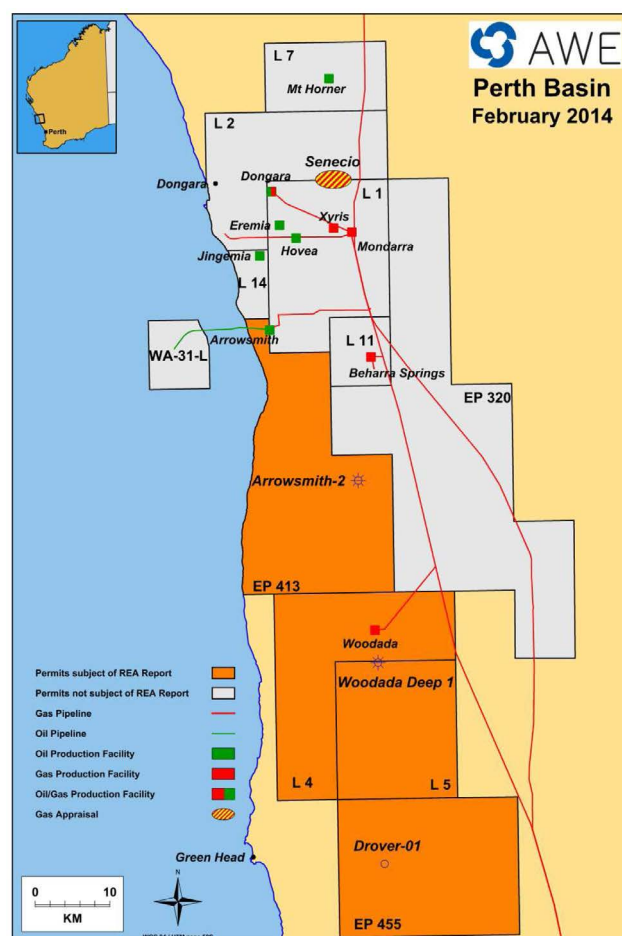 AWE
Perth Basin
February 2014
Perth
L 7
Mt Horner
L 2
Senecio
Dongara
Dongara
L 1
Xyris
Eremia
Mondarra
Hovea
Jingemia
L 14
Arrowsmith
WA-31-L
L 11
Beharra Springs
EP 320
Arrowsmith-2
EP 413
Woodada
Woodada Deep 1
L 4
L 5
Permits subject of REA Report
Permits not subject of REA Report
Gas Pipeline
Oil Pipeline
Oil Production Facility
Gas Production Facility
Oil/Gas Production Facility
Gas Appraisal
Drover-01
Green Head
EP 455
N
0 10
KM